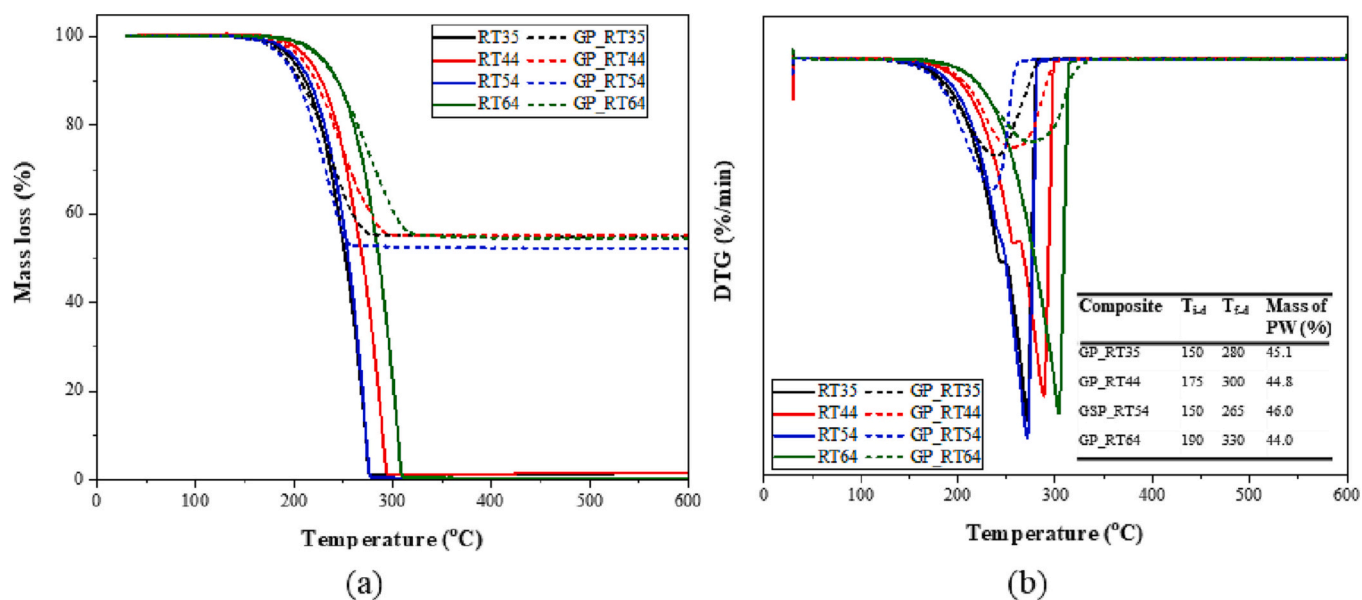 100
80
60
40
20
0
Mass loss (%)
RT35 GP_RT35
RT44 GP_RT44
RT54 GP_RT54
RT64 GP_RT64
0 100 200 300 400 500 600
Temperature (°C)
(a)
DTG (%/min)
Composite Ti-d Tf-d Mass of
PW (%)
GP_RT35 150 280 45.1
GP_RT44 175 300 44.8
GSP_RT54 150 265 46.0
GP_RT64 190 330 44.0
RT35 GP_RT35
RT44 GP_RT44
RT54 GP_RT54
RT64 GP_RT64
0 100 200 300 400 500 600
Temperature (°C)
(b)